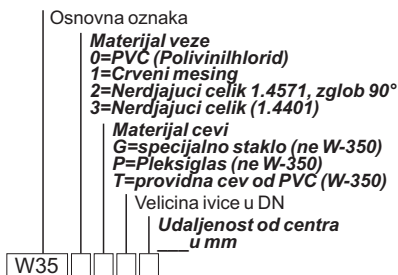 Osnovna oznaka
Materijal veze
0=PVC (Polivinilhlorid)
1=Crveni mesing
2=Nerdjajuci celik 1.4571, zglob 90°
3=Nerdjajuci celik (1.4401)
Materijal cevi
G=specijalno staklo (ne W-350)
P=Pleksiglas (ne W-350)
T=providna cev od PVC (W-350)
Velicina ivice u DN
Udaljenost od centra
___u mm
W35